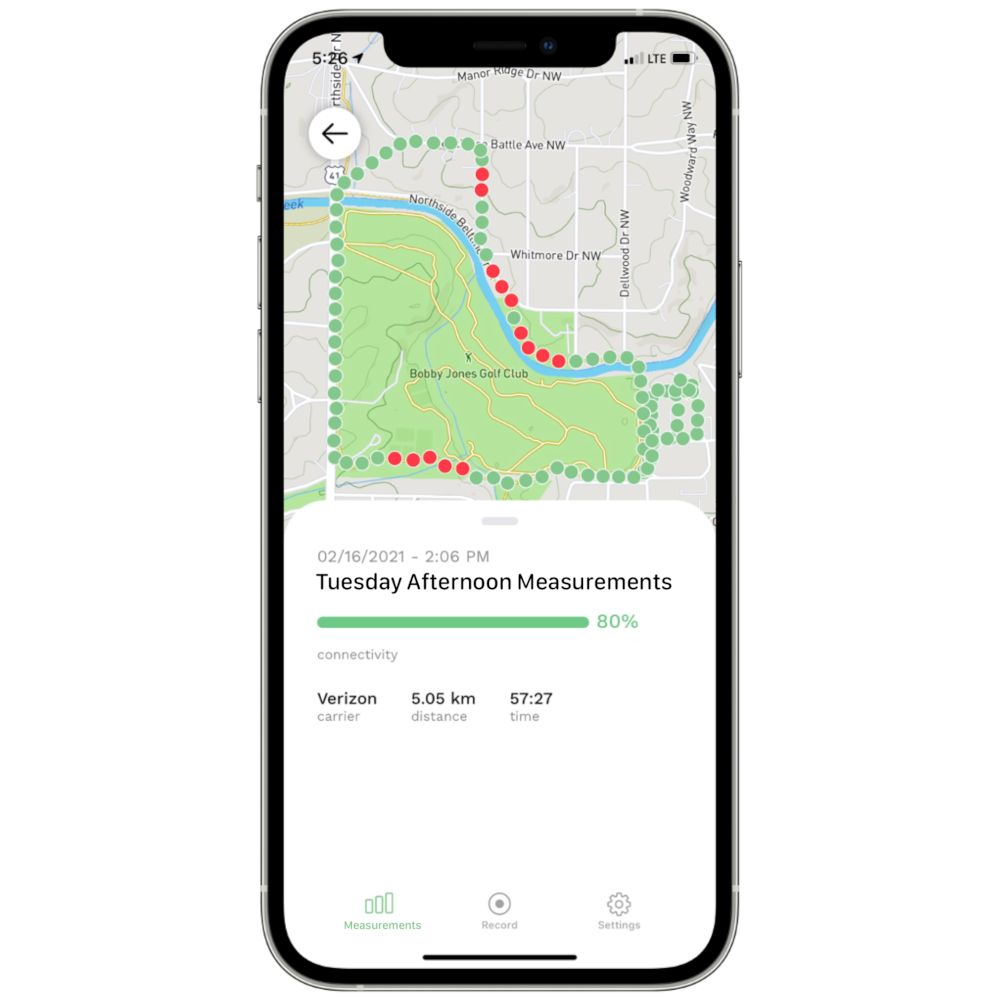 5:26
LTE
rthside Dr N
Manor Ridge Dr NW
Battle Ave NW
Woodward Way NW
41
eek
Northside Bel
Whitmore Dr NW
Dellwood Dr NW
Bobby Jones Golf Club
02/16/2021 - 2:06 PM
Tuesday Afternoon Measurements
80%
connectivity
Verizon 5.05 km 57:27
carrier distance time
Measurements Record Settings